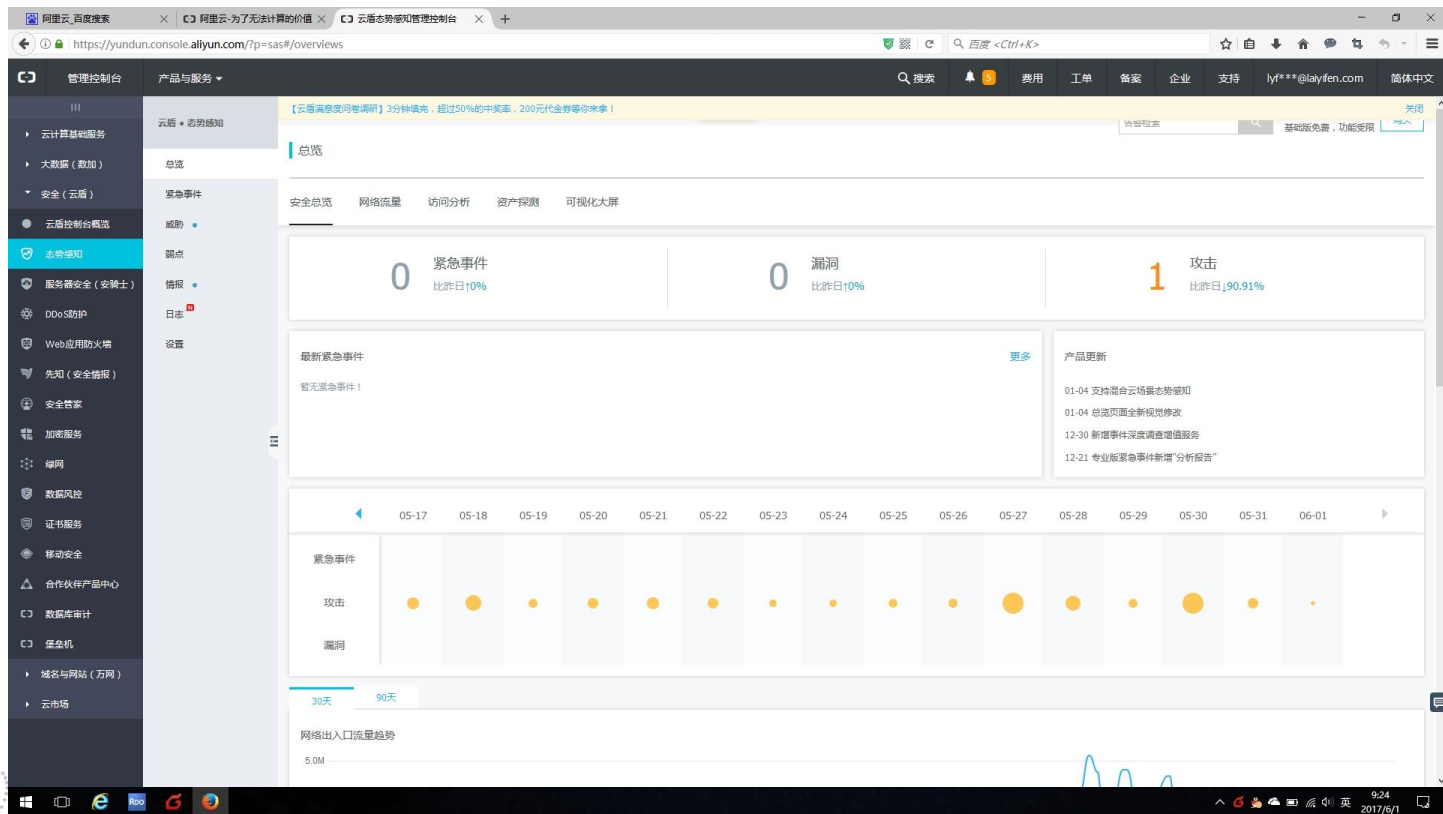 阿里云_百度搜索
阿里云-为了无法计算的价值
云盾态势感知管理控制台
https://yundun.console.aliyun.com/?p=sas#/overviews
百度 <Ctrl+K>
管理控制台
产品与服务
搜索
5
费用
工单
备案
企业
支持
lyf***@laiyifen.com
简体中文
云计算基础服务
大数据（数加）
安全（云盾）
云盾控制台概览
态势感知
服务器安全（安骑士）
DDoS防护
Web应用防火墙
先知（安全情报）
安全管家
加密服务
绿网
数据风控
证书服务
移动安全
合作伙伴产品中心
数据库审计
堡垒机
域名与网站（万网）
云市场
云盾 • 态势感知
总览
紧急事件
威胁
弱点
情报
日志
N
设置
【云盾满意度问卷调研】3分钟填完，超过50%的中奖率，200元代金券等你来拿！
关闭
基础版免费，功能受限
总览
安全总览
网络流量
访问分析
资产探测
可视化大屏
0
紧急事件
比昨日↑0%
0
漏洞
比昨日↑0%
1
攻击
比昨日↓90.91%
最新紧急事件
更多
暂无紧急事件！
产品更新
01-04 支持混合云场景态势感知
01-04 总览页面全新视觉修改
12-30 新增事件深度调查增值服务
12-21 专业版紧急事件新增"分析报告"
05-17 05-18 05-19 05-20 05-21 05-22 05-23 05-24 05-25 05-26 05-27 05-28 05-29 05-30 05-31 06-01
紧急事件
攻击
漏洞
30天
90天
网络出入口流量趋势
5.0M
RDO
英
9:24
2017/6/1